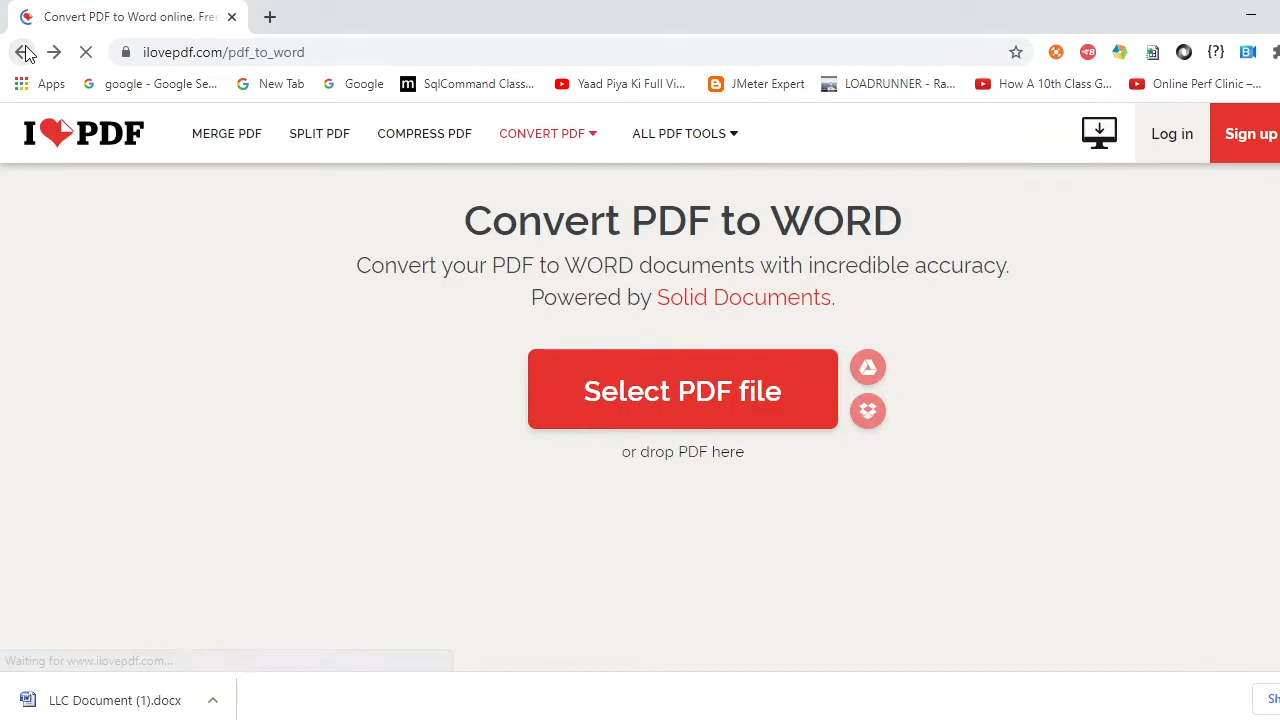 Convert PDF to Word online. Free
ilovepdf.com/pdf_to_word
Apps
google - Google Se...
New Tab
Google
m
SqlCommand Class...
Yaad Piya Ki Full Vi...
JMeter Expert
LOADRUNNER - Ra...
How A 10th Class G...
Online Perf Clinic –...
I PDF
MERGE PDF
SPLIT PDF
COMPRESS PDF
CONVERT PDF
ALL PDF TOOLS
Log in
Sign up
Convert PDF to WORD
Convert your PDF to WORD documents with incredible accuracy.
Powered by Solid Documents.
Select PDF file
or drop PDF here
Waiting for www.ilovepdf.com...
LLC Document (1).docx
Sh